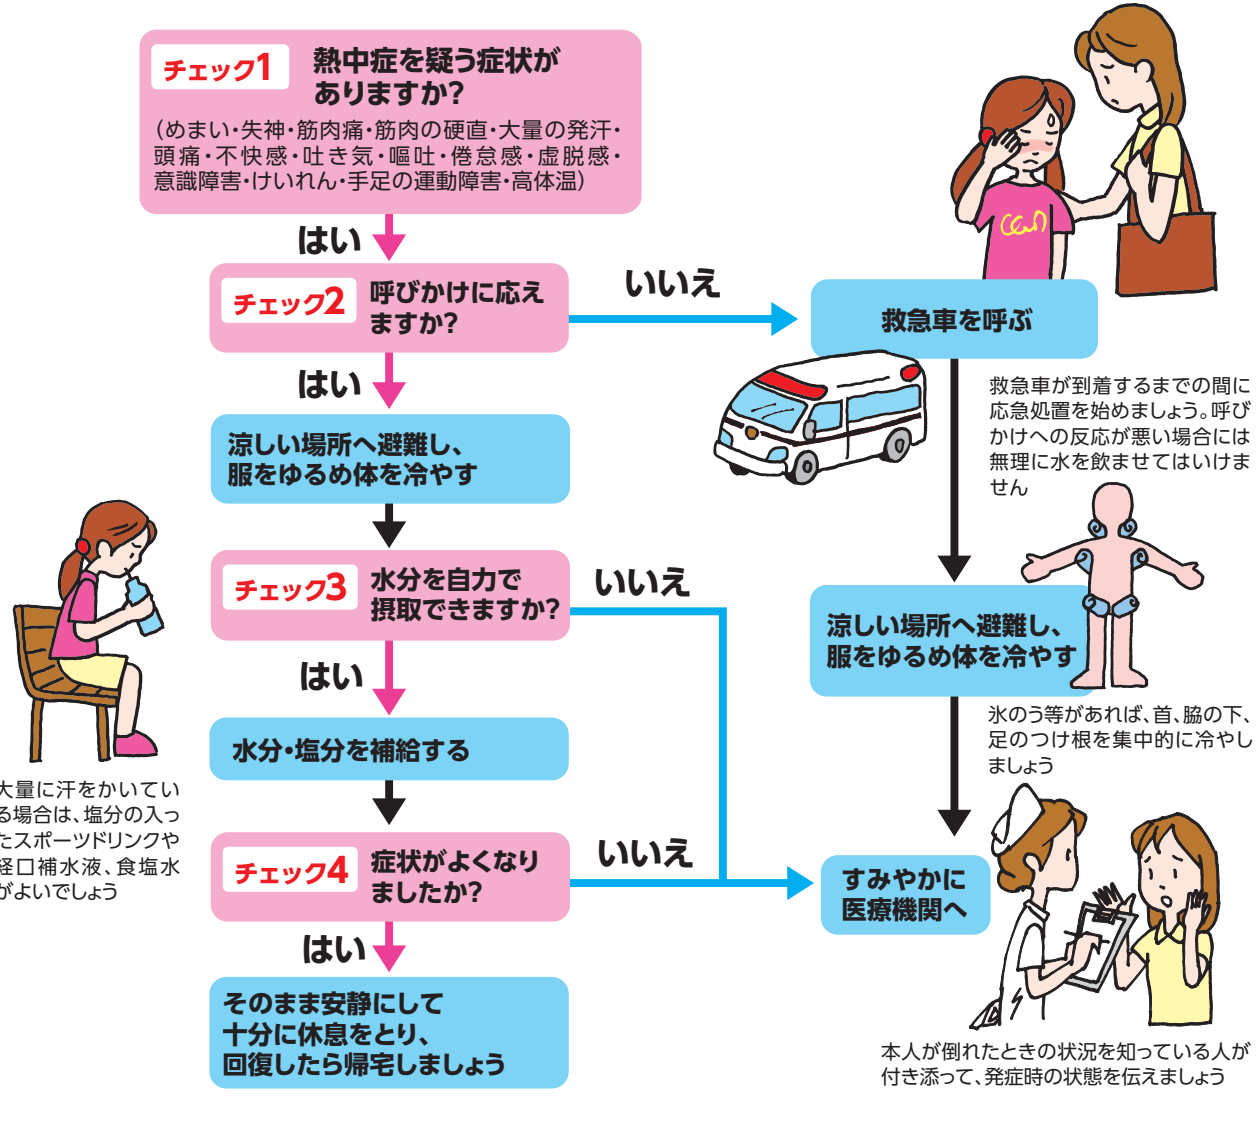 チェック1 熱中症を疑う症状が
ありますか?
(めまい・失神・筋肉痛・筋肉の硬直・大量の発汗・
頭痛・不快感・吐き気・嘔吐・倦怠感・虚脱感・
意識障害・けいれん・手足の運動障害・高体温)
はい
チェック2 呼びかけに応え
ますか?
いいえ
救急車を呼ぶ
救急車が到着するまでの間に
応急処置を始めましょう。呼び
かけへの反応が悪い場合には
無理に水を飲ませてはいけま
せん
はい
涼しい場所へ避難し、
服をゆるめ体を冷やす
チェック3 水分を自力で
摂取できますか?
いいえ
涼しい場所へ避難し、
服をゆるめ体を冷やす
氷のう等があれば、首、脇の下、
足のつけ根を集中的に冷やし
ましょう
はい
水分・塩分を補給する
大量に汗をかいてい
る場合は、塩分の入っ
たスポーツドリンクや
経口補水液、食塩水
がよいでしょう
チェック4 症状がよくなり
ましたか?
いいえ
すみやかに
医療機関へ
本人が倒れたときの状況を知っている人が
付き添って、発症時の状態を伝えましょう
はい
そのまま安静にして
十分に休息をとり、
回復したら帰宅しましょう